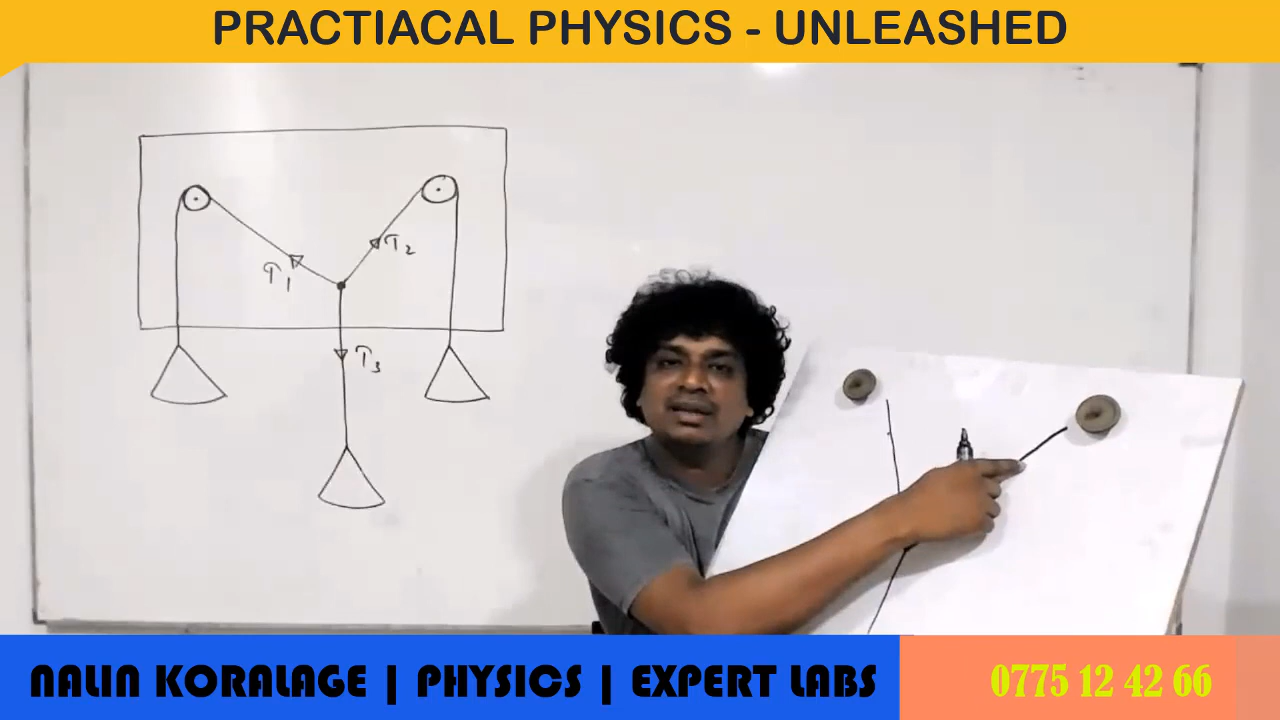 PRACTIACAL PHYSICS - UNLEASHED
T1
T2
T3
NALIN KORALAGE | PHYSICS | EXPERT LABS
0775 12 42 66